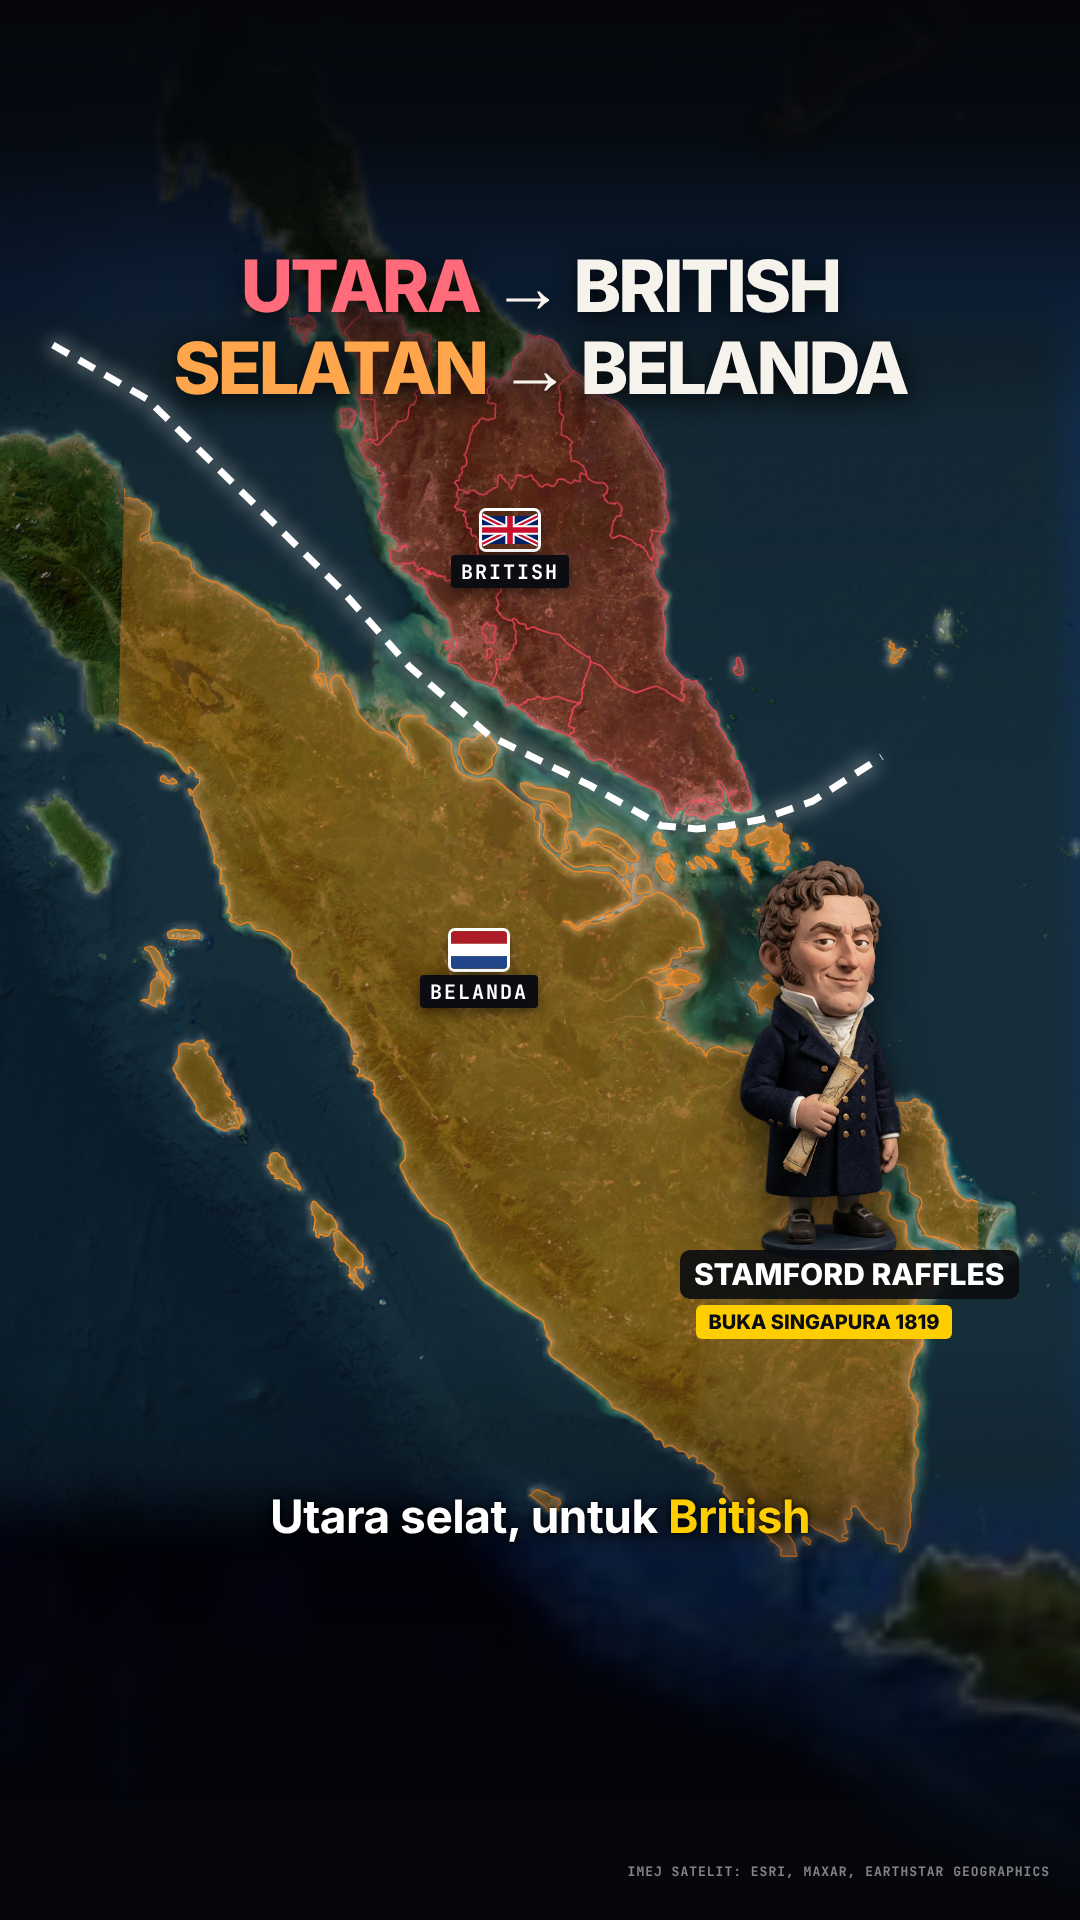 UTARA → BRITISH
SELATAN → BELANDA
BRITISH
BELANDA
STAMFORD RAFFLES
BUKA SINGAPURA 1819
Utara selat, untuk British
IMEJ SATELIT: ESRI, MAXAR, EARTHSTAR GEOGRAPHICS